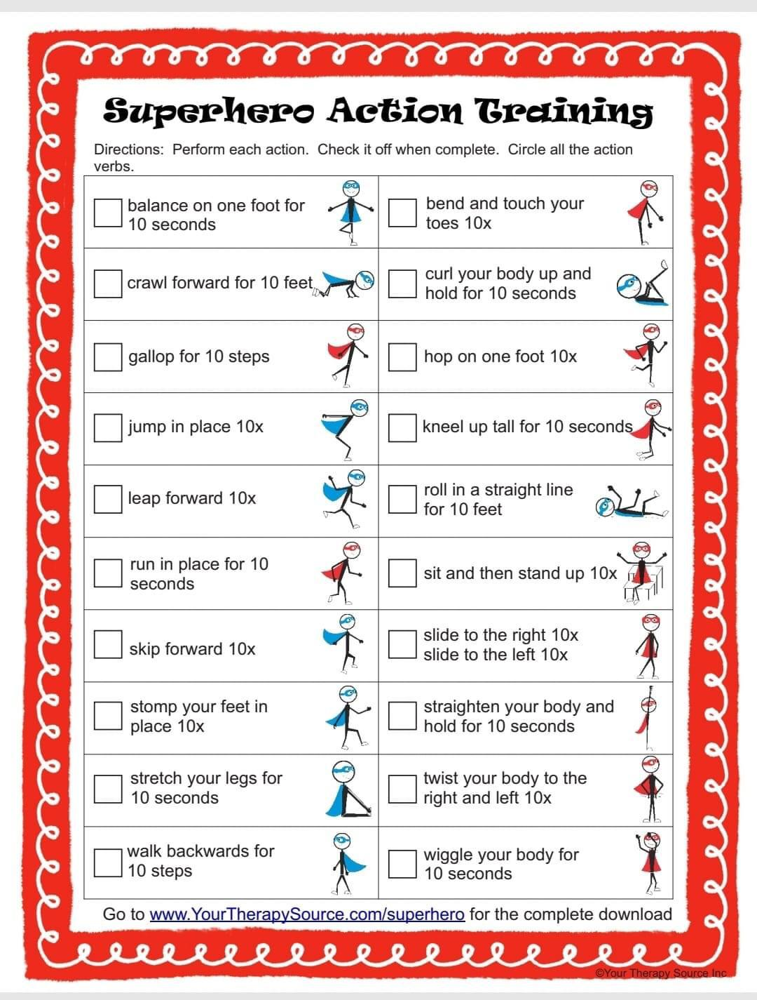 Superhero Action Training
Directions: Perform each action. Check it off when complete. Circle all the action
verbs.
balance on one foot for
10 seconds
bend and touch your
toes 10x
crawl forward for 10 feet
curl your body up and
hold for 10 seconds
gallop for 10 steps
hop on one foot 10x
jump in place 10x
kneel up tall for 10 seconds
leap forward 10x
roll in a straight line
for 10 feet
run in place for 10
seconds
sit and then stand up 10x
skip forward 10x
slide to the right 10x
slide to the left 10x
stomp your feet in
place 10x
straighten your body and
hold for 10 seconds
stretch your legs for
10 seconds
twist your body to the
right and left 10x
walk backwards for
10 steps
wiggle your body for
10 seconds
Go to www.YourTherapySource.com/superhero for the complete download
©Your Therapy Source Inc